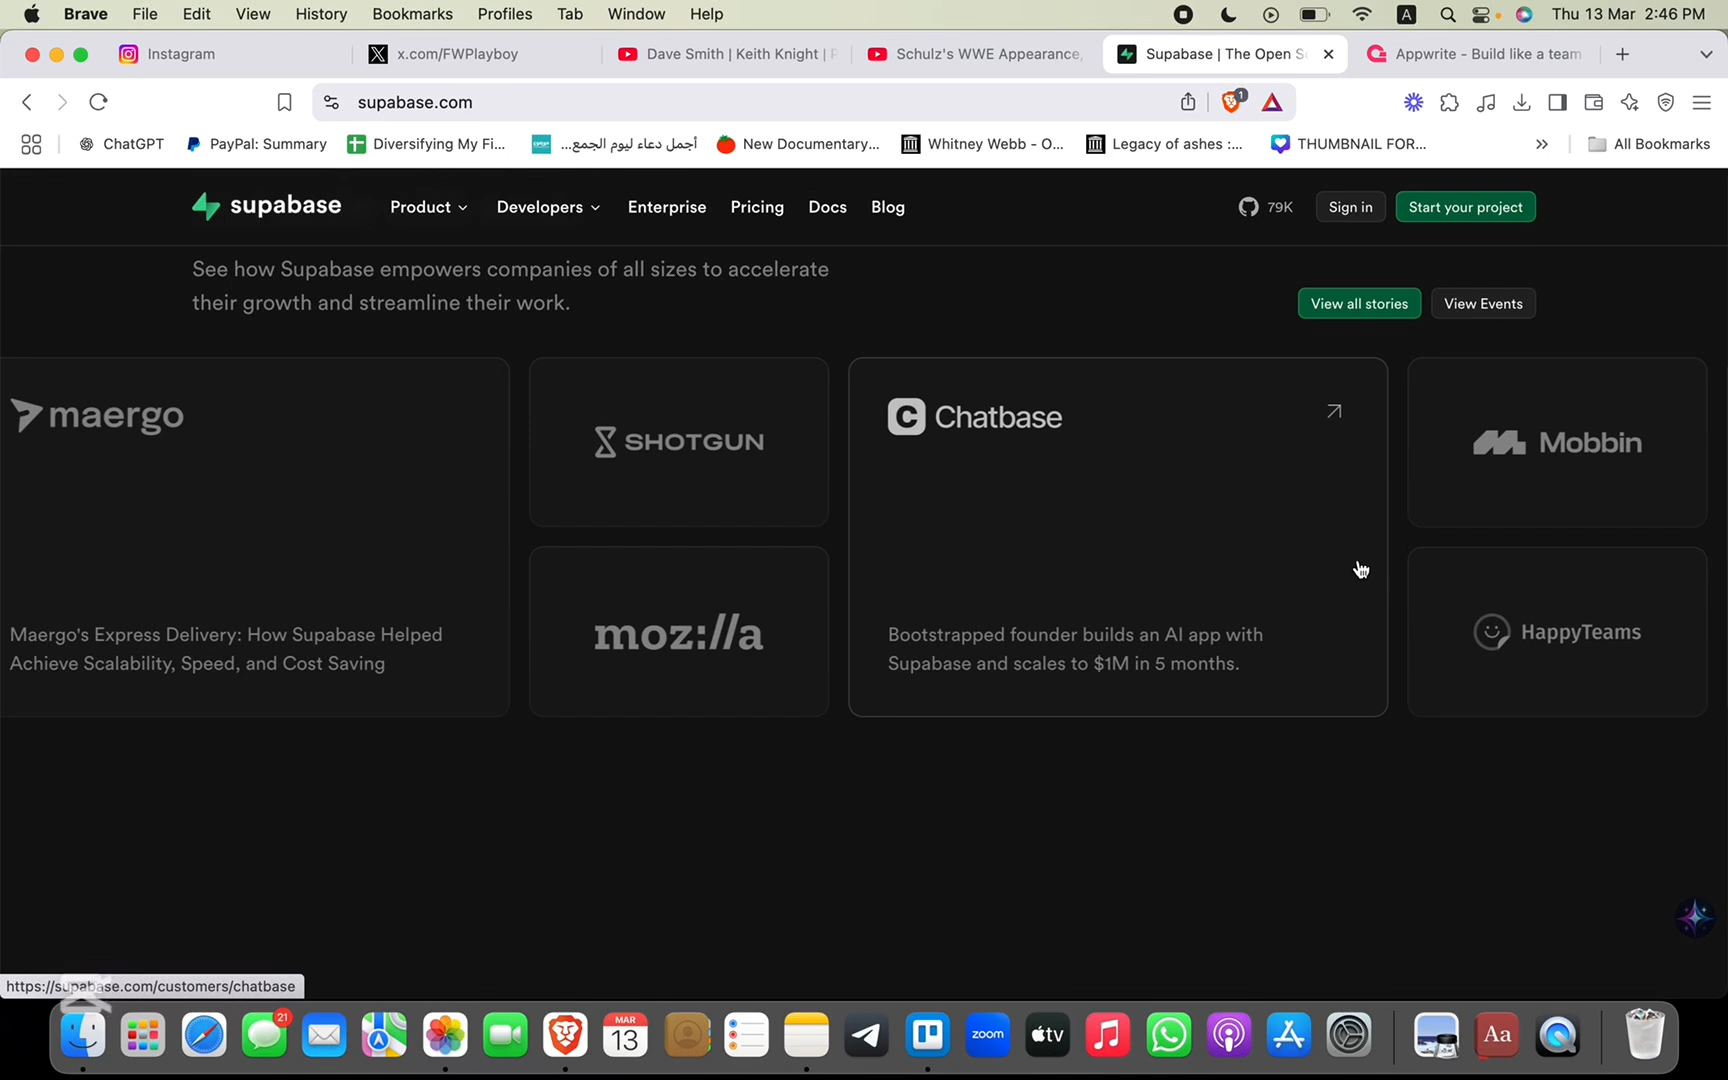 Brave File Edit View History Bookmarks Profiles Tab Window Help A Thu 13 Mar 2:46 PM
Instagram x.com/FWPlayboy Dave Smith | Keith Knight | P Schulz's WWE Appearance, Supabase | The Open S Appwrite - Build like a team
supabase.com 1
ChatGPT PayPal: Summary Diversifying My Fi... أجمل دعاء ليوم الجمع... New Documentary... Whitney Webb - O... Legacy of ashes :... THUMBNAIL FOR... » All Bookmarks
supabase Product Developers Enterprise Pricing Docs Blog 79K Sign in Start your project
See how Supabase empowers companies of all sizes to accelerate
their growth and streamline their work.
View all stories View Events
maergo
SHOTGUN
C Chatbase
Mobbin
Maergo's Express Delivery: How Supabase Helped
Achieve Scalability, Speed, and Cost Saving
moz://a
Bootstrapped founder builds an AI app with
Supabase and scales to $1M in 5 months.
HappyTeams
https://supabase.com/customers/chatbase
21
MAR
13
zoom
tv
Aa